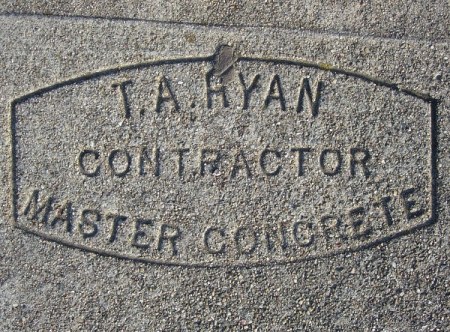 T.A. RYAN
CONTRACTOR
MASTER CONCRETE